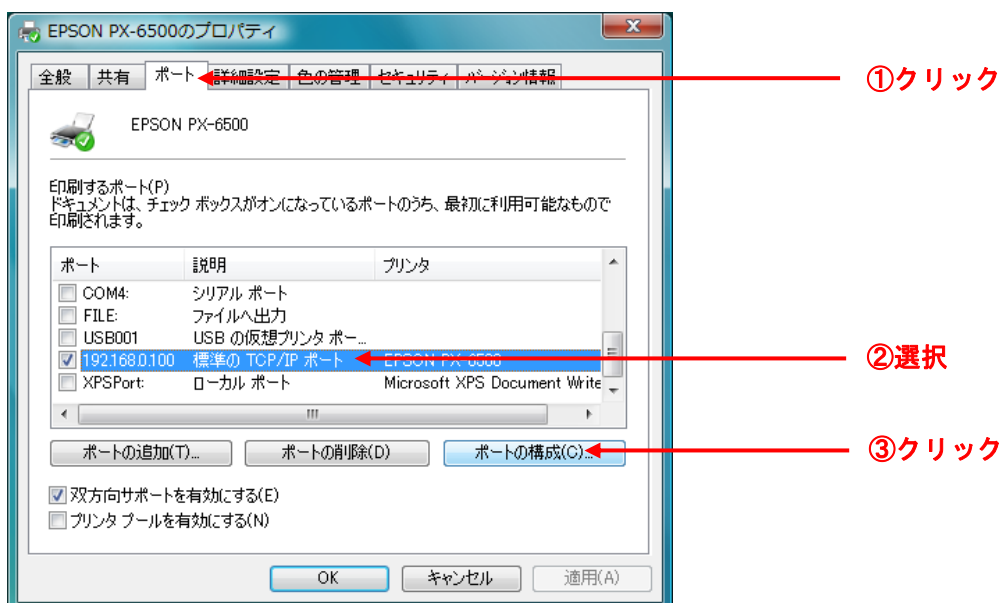 EPSON PX-6500のプロパティ
全般 共有 ポート 詳細設定 色の管理 セキュリティ バージョン情報
①クリック
EPSON PX-6500
印刷するポート(P)
ドキュメントは、チェック ボックスがオンになっているポートのうち、最初に利用可能なもので
印刷されます。
ポート 説明 プリンタ
COM4: シリアル ポート
FILE: ファイルへ出力
USB001 USB の仮想プリンタ ポー...
192.168.0.100 標準の TCP/IP ポート EPSON PX-6500
②選択
XPSPort: ローカル ポート Microsoft XPS Document Write
ポートの追加(T)... ポートの削除(D) ポートの構成(C)...
③クリック
双方向サポートを有効にする(E)
プリンタ プールを有効にする(N)
OK キャンセル 適用(A)